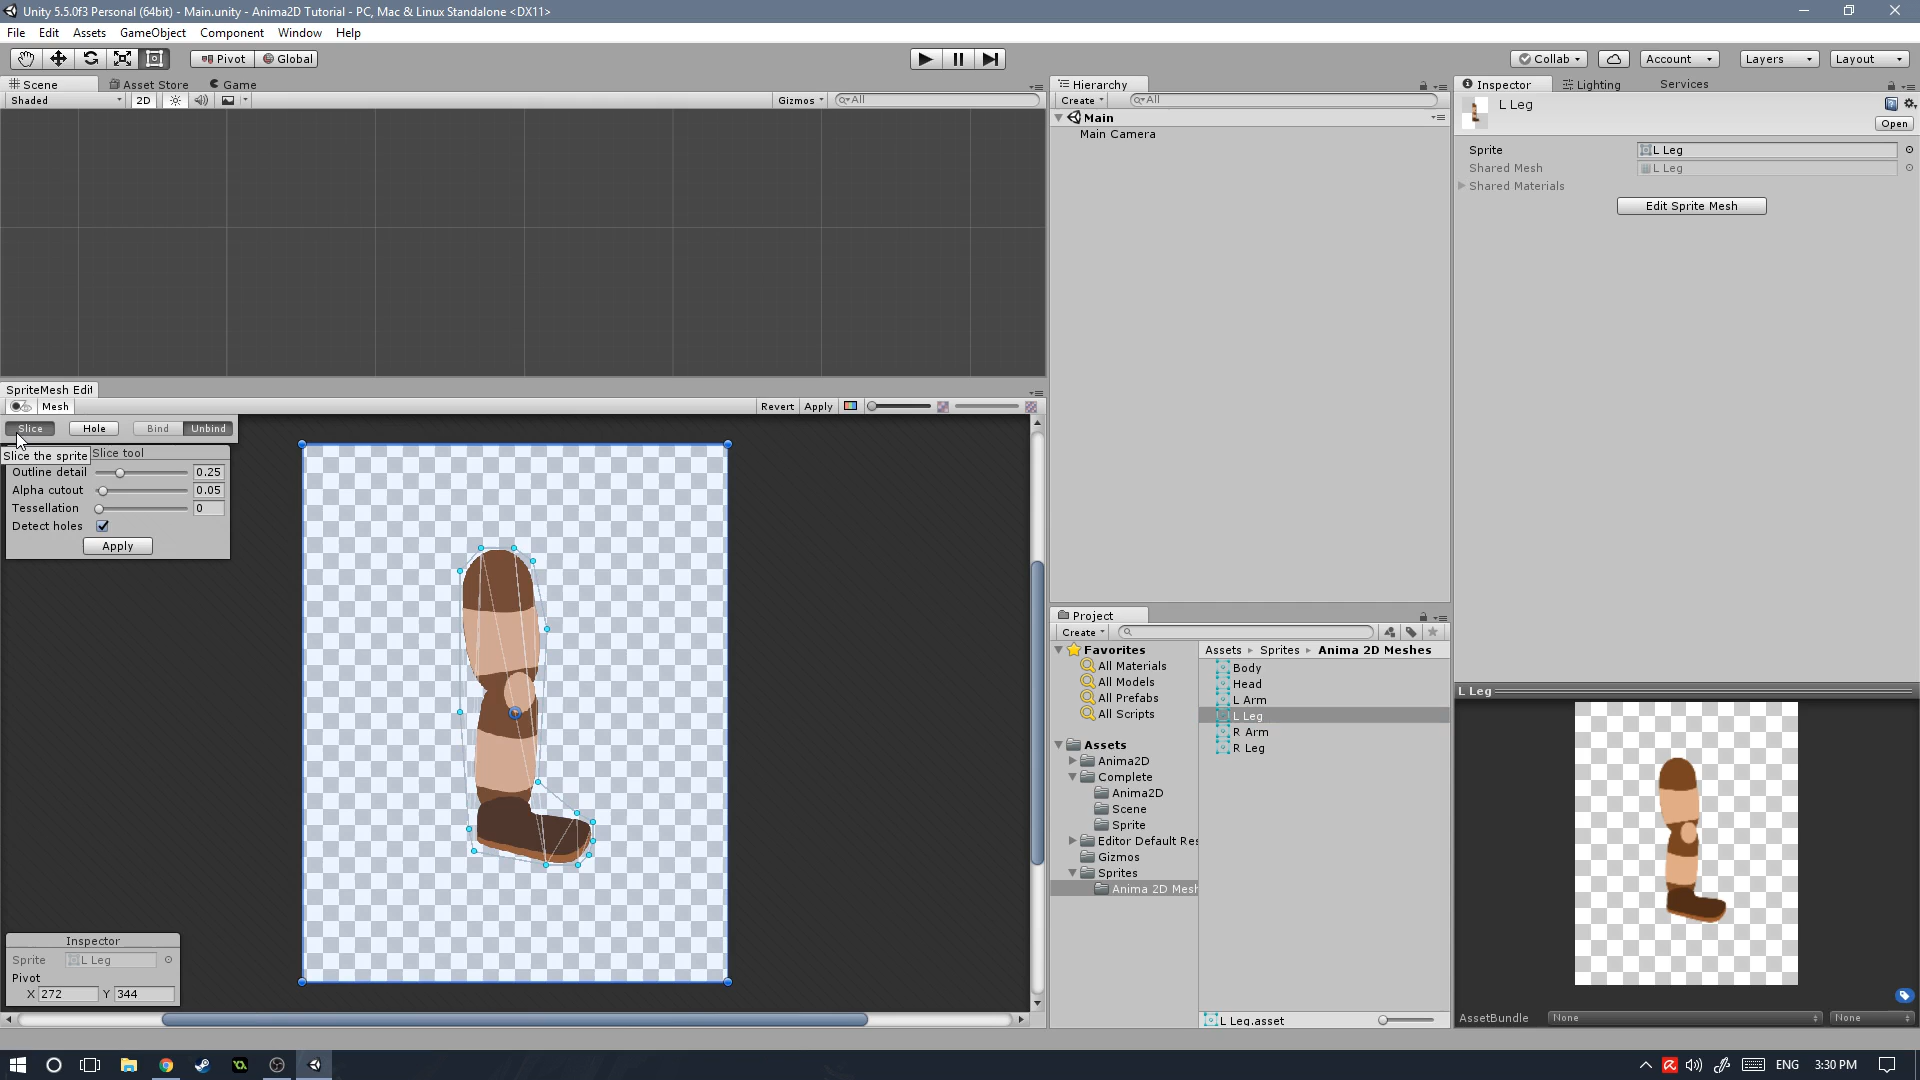 Unity 5.5.0f3 Personal (64bit) - Main.unity - Anima2D Tutorial - PC, Mac & Linux Standalone <DX11>
File Edit Assets GameObject Component Window Help
Pivot Global Collab Account Layers Layout
Scene Asset Store Game
Shaded 2D Gizmos All
Hierarchy
Create All
Main
Main Camera
Inspector Lighting Services
L Leg
Open
Sprite L Leg
Shared Mesh L Leg
Shared Materials
Edit Sprite Mesh
SpriteMesh Edit
Mesh Revert Apply
Slice Hole Bind Unbind
Slice the sprite
Slice tool
Outline detail 0.25
Alpha cutout 0.05
Tessellation 0
Detect holes
Apply
Inspector
Sprite L Leg
Pivot
X 272 Y 344
Project
Create
Favorites
All Materials
All Models
All Prefabs
All Scripts
Assets
Anima2D
Complete
Anima2D
Scene
Sprite
Editor Default Res
Gizmos
Sprites
Anima 2D Mesh
Assets Sprites Anima 2D Meshes
Body
Head
L Arm
L Leg
R Arm
R Leg
L Leg.asset
L Leg
AssetBundle None None
ENG 3:30 PM